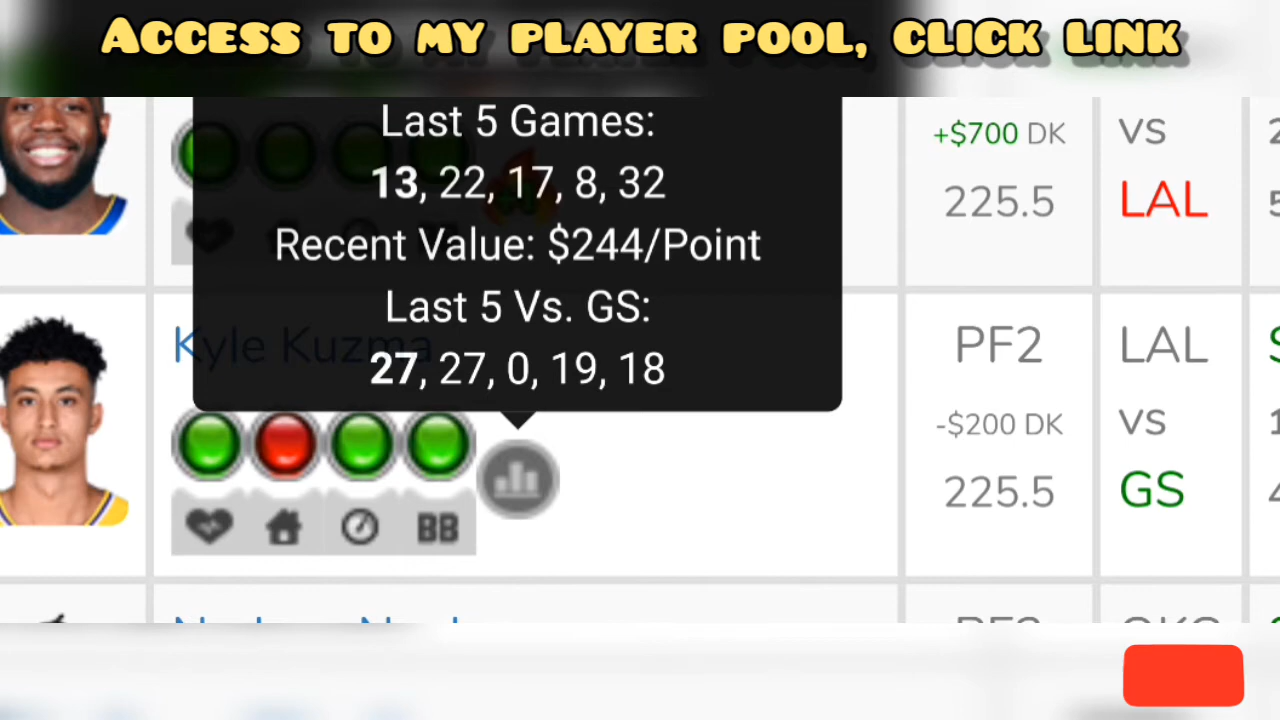 ACCESS TO MY PLAYER POOL, CLICK LINK
Last 5 Games:
13, 22, 17, 8, 32
Recent Value: $244/Point
Last 5 Vs. GS:
27, 27, 0, 19, 18
+$700 DK
225.5
VS
LAL
Kyle Kuzma
BB
PF2
-$200 DK
225.5
LAL
VS
GS